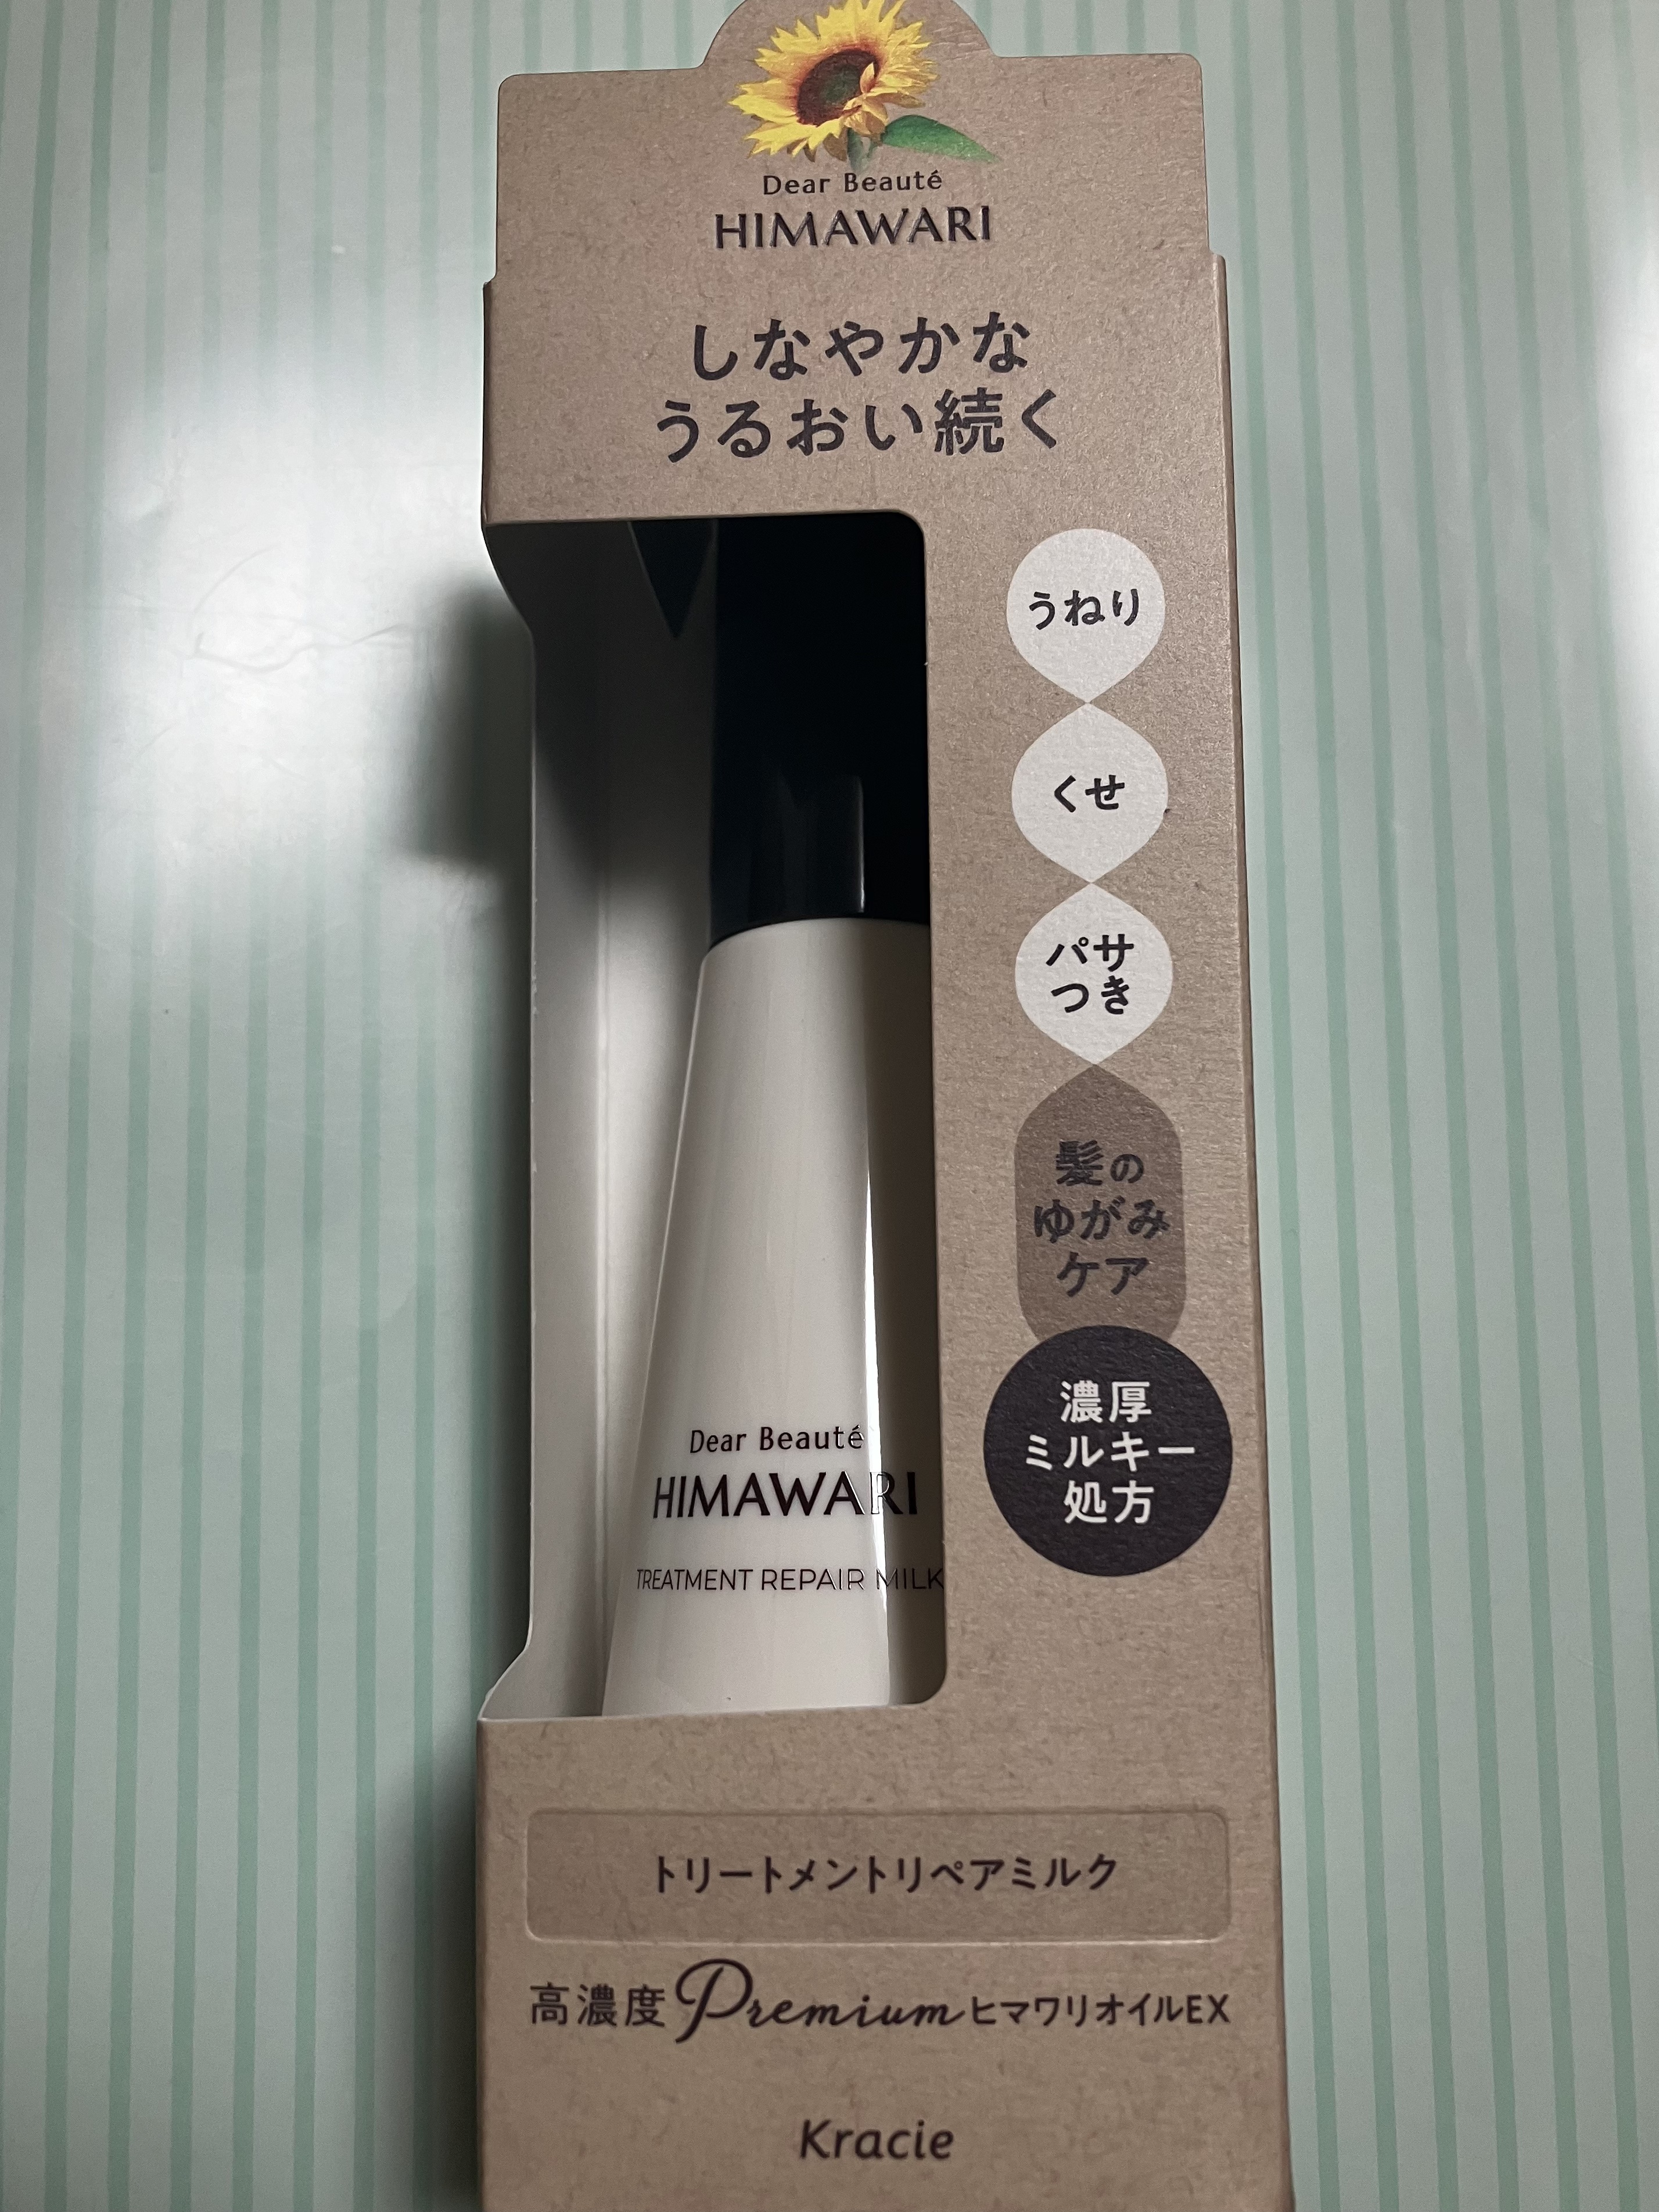 Dear Beauté
HIMAWARI
しなやかな
うるおい続く
うねり
くせ
パサ
つき
髪の
ゆがみ
ケア
濃厚
ミルキー
処方
Dear Beauté
HIMAWARI
TREATMENT REPAIR MILK
トリートメントリペアミルク
高濃度PremiumヒマワリオイルEX
Kracie